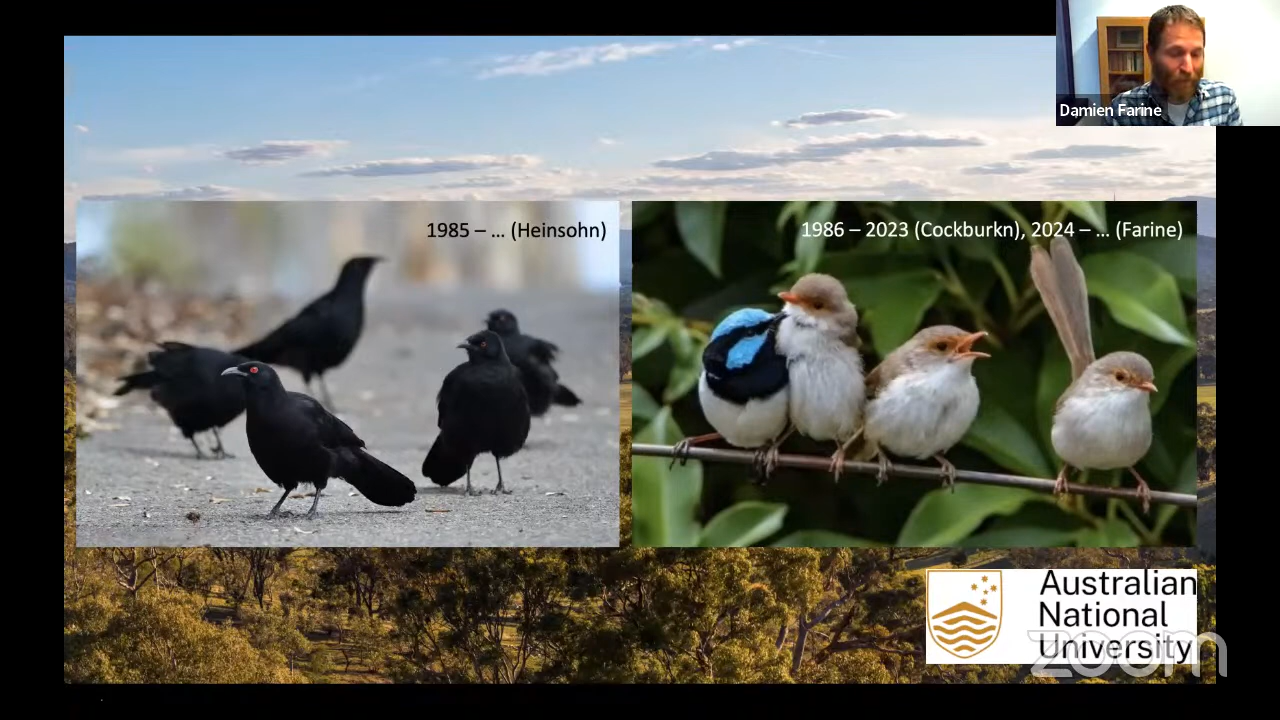 Damien Farine
1985 – ... (Heinsohn)
1986 – 2023 (Cockburkn), 2024 – ... (Farine)
Australian
National
University
zoom